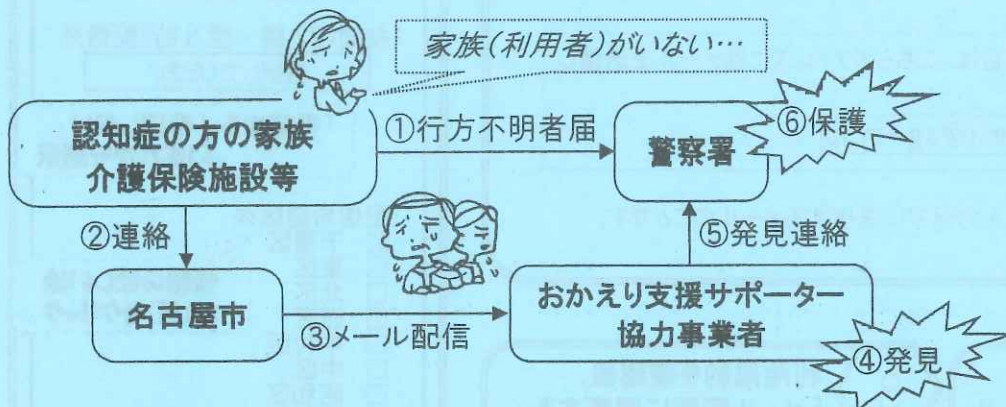 家族(利用者)がいない…
認知症の方の家族
介護保険施設等
①行方不明者届
警察署
⑥保護
②連絡
⑤発見連絡
名古屋市
③メール配信
おかえり支援サポーター
協力事業者
④発見